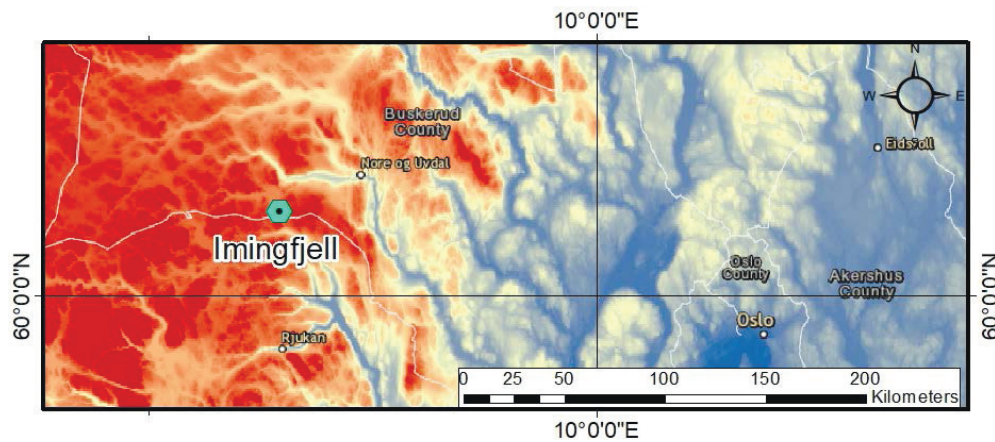 10°0'0"E
N
W
E
S
Buskerud
County
Eidsvoll
Nore og Uvdal
Imingfjell
60°0'0"N
Oslo
County
Akershus
County
60°0'0"N
Rjukan
Oslo
0 25 50 100 150 200
Kilometers
10°0'0"E